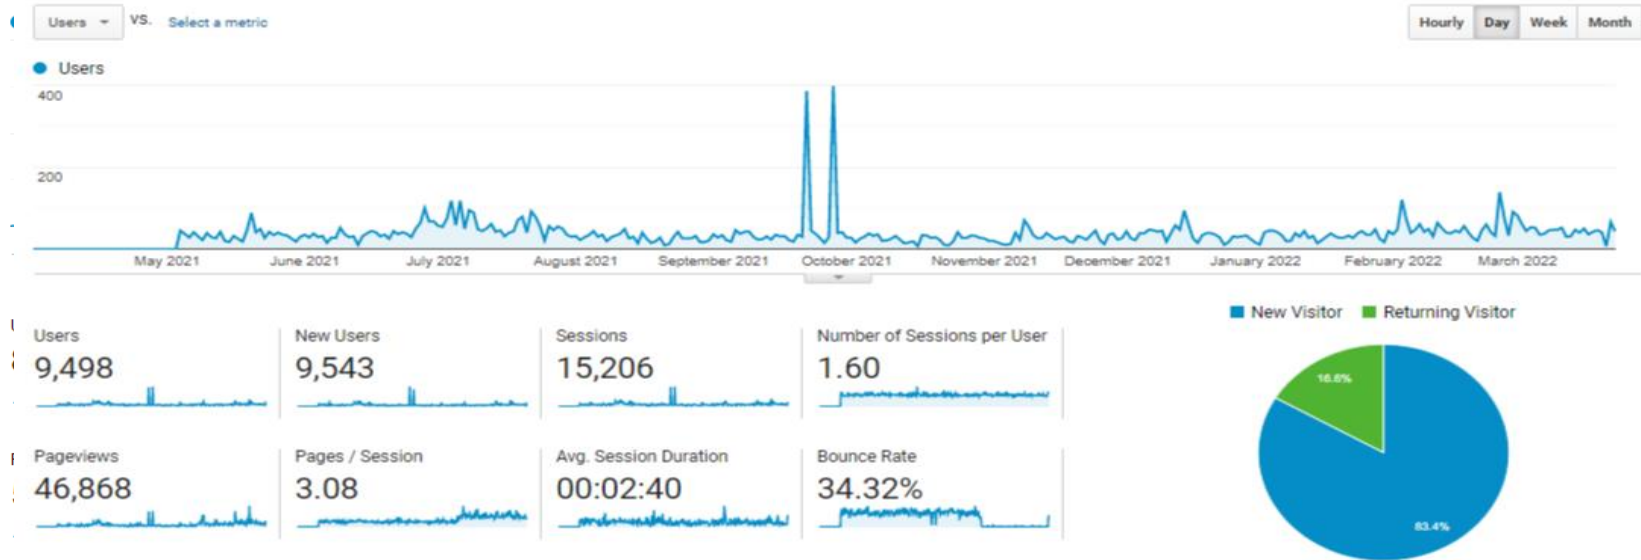 Users VS. Select a metric
Hourly Day Week Month
Users
400
200
May 2021 June 2021 July 2021 August 2021 September 2021 October 2021 November 2021 December 2021 January 2022 February 2022 March 2022
New Visitor Returning Visitor
Users New Users Sessions Number of Sessions per User
9,498 9,543 15,206 1.60
16.6%
Pageviews Pages / Session Avg. Session Duration Bounce Rate
46,868 3.08 00:02:40 34.32%
83.4%